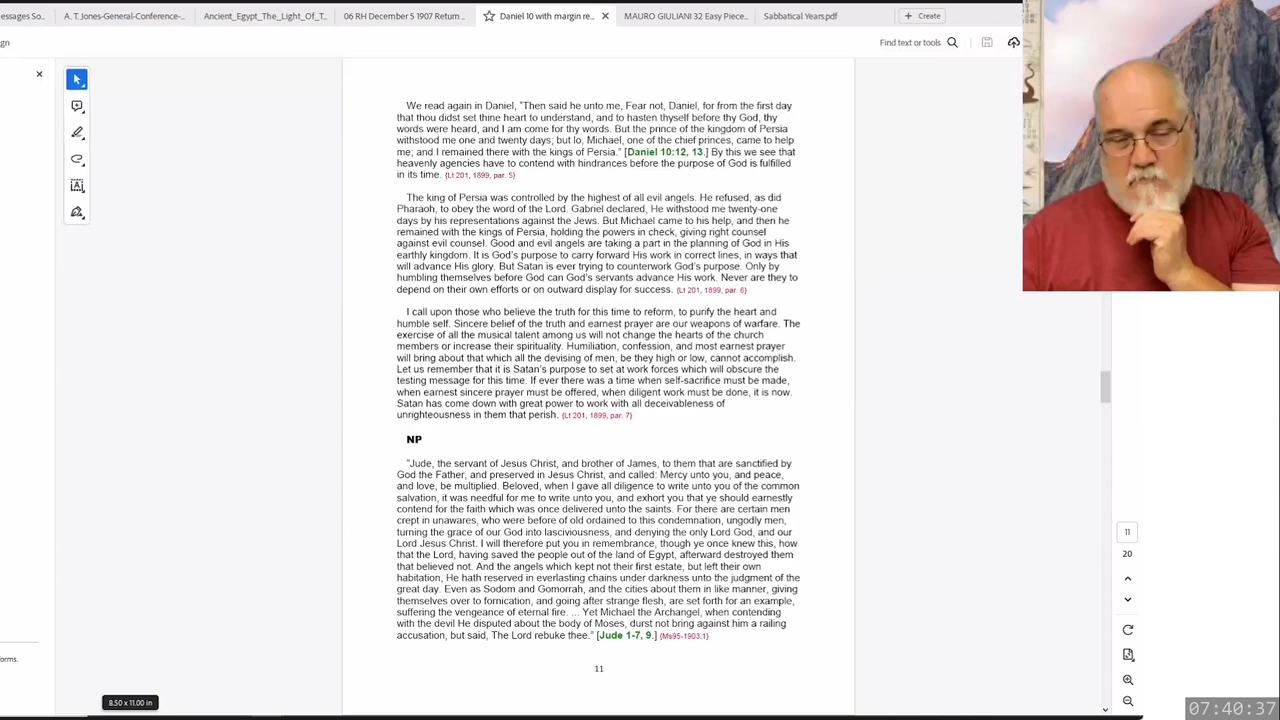 essages So...
A. T. Jones-General-Conference-...
Ancient_Egypt_The_Light_Of_T...
06 RH December 5 1907 Return ...
Daniel 10 with margin re...
MAURO GIULIANI 32 Easy Piece...
Sabbatical Years.pdf
Create
gn
Find text or tools
We read again in Daniel, "Then said he unto me, Fear not, Daniel, for from the first day
that thou didst set thine heart to understand, and to hasten thyself before thy God, thy
words were heard, and I am come for thy words. But the prince of the kingdom of Persia
withstood me one and twenty days; but lo, Michael, one of the chief princes, came to help
me; and I remained there with the kings of Persia." [Daniel 10:12, 13.] By this we see that
heavenly agencies have to contend with hindrances before the purpose of God is fulfilled
in its time. {Lt 201, 1899, par. 5}
The king of Persia was controlled by the highest of all evil angels. He refused, as did
Pharaoh, to obey the word of the Lord. Gabriel declared, He withstood me twenty-one
days by his representations against the Jews. But Michael came to his help, and then he
remained with the kings of Persia, holding the powers in check, giving right counsel
against evil counsel. Good and evil angels are taking a part in the planning of God in His
earthly kingdom. It is God's purpose to carry forward His work in correct lines, in ways that
will advance His glory. But Satan is ever trying to counterwork God's purpose. Only by
humbling themselves before God can God's servants advance His work. Never are they to
depend on their own efforts or on outward display for success. {Lt 201, 1899, par. 6}
I call upon those who believe the truth for this time to reform, to purify the heart and
humble self. Sincere belief of the truth and earnest prayer are our weapons of warfare. The
exercise of all the musical talent among us will not change the hearts of the church
members or increase their spirituality. Humiliation, confession, and most earnest prayer
will bring about that which all the devising of men, be they high or low, cannot accomplish.
Let us remember that it is Satan's purpose to set at work forces which will obscure the
testing message for this time. If ever there was a time when self-sacrifice must be made,
when earnest sincere prayer must be offered, when diligent work must be done, it is now.
Satan has come down with great power to work with all deceivableness of
unrighteousness in them that perish. {Lt 201, 1899, par. 7}
NP
"Jude, the servant of Jesus Christ, and brother of James, to them that are sanctified by
God the Father, and preserved in Jesus Christ, and called: Mercy unto you, and peace,
and love, be multiplied. Beloved, when I gave all diligence to write unto you of the common
salvation, it was needful for me to write unto you, and exhort you that ye should earnestly
contend for the faith which was once delivered unto the saints. For there are certain men
crept in unawares, who were before of old ordained to this condemnation, ungodly men,
turning the grace of our God into lasciviousness, and denying the only Lord God, and our
Lord Jesus Christ. I will therefore put you in remembrance, though ye once knew this, how
that the Lord, having saved the people out of the land of Egypt, afterward destroyed them
that believed not. And the angels which kept not their first estate, but left their own
habitation, He hath reserved in everlasting chains under darkness unto the judgment of the
great day. Even as Sodom and Gomorrah, and the cities about them in like manner, giving
themselves over to fornication, and going after strange flesh, are set forth for an example,
suffering the vengeance of eternal fire. ... Yet Michael the Archangel, when contending
with the devil He disputed about the body of Moses, durst not bring against him a railing
accusation, but said, The Lord rebuke thee." [Jude 1-7, 9.] {Ms95-1903.1}
11
11
20
orms.
8.50 x 11.00 in
07:40:37